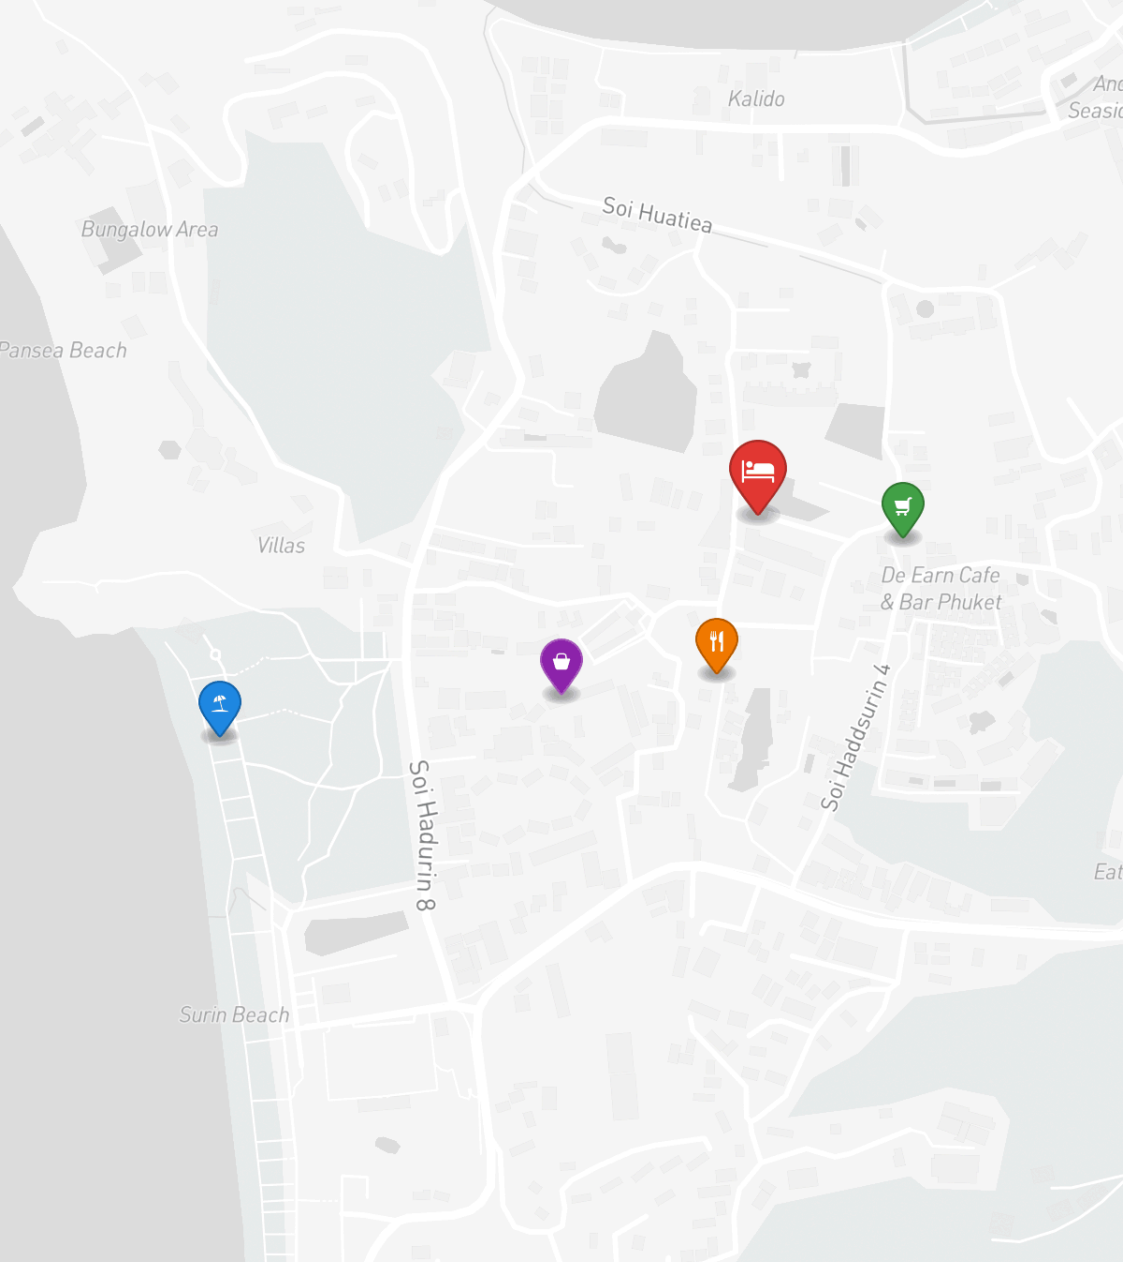 Kalido
And
Seasid
Soi Huatiea
Bungalow Area
Pansea Beach
Villas
De Earn Cafe
& Bar Phuket
Soi Haddsurin 4
Soi Hadurin 8
Eat
Surin Beach